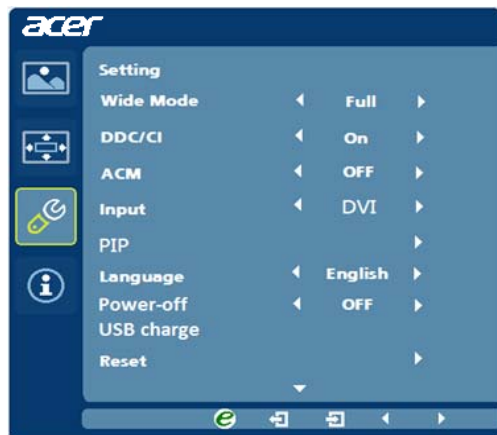 acer
Setting
Wide Mode Full
DDC/CI On
ACM OFF
Input DVI
PIP
Language English
Power-off OFF
USB charge
Reset
e